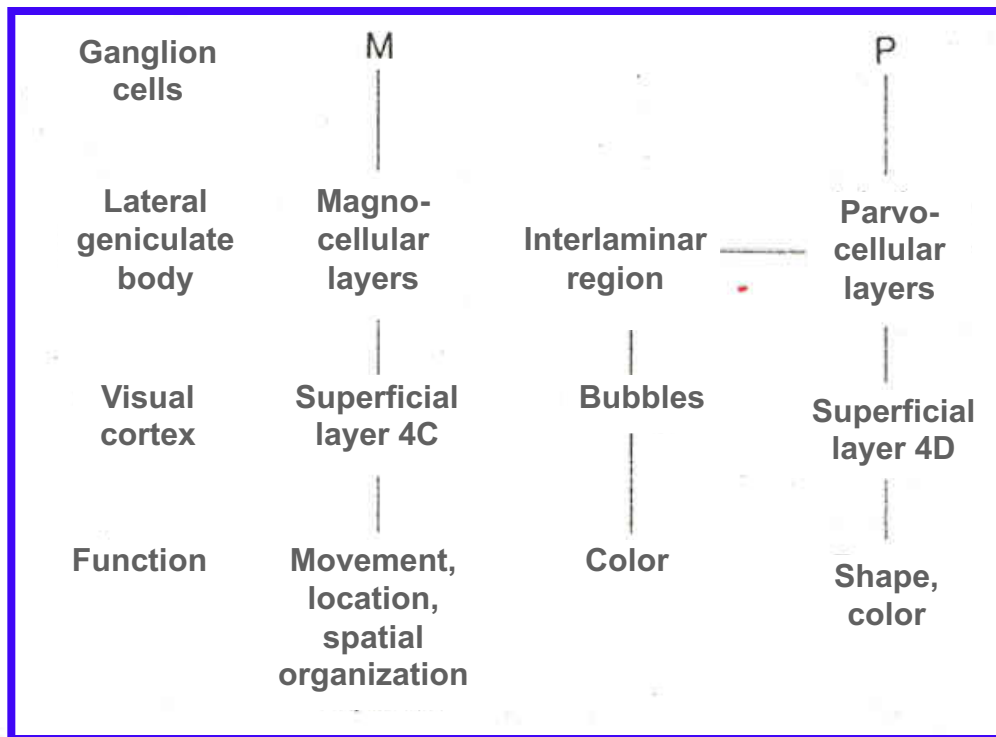 Ganglion
cells
M
P
Lateral
geniculate
body
Magno-
cellular
layers
Interlaminar
region
Parvo-
cellular
layers
Visual
cortex
Superficial
layer 4C
Bubbles
Superficial
layer 4D
Function
Movement,
location,
spatial
organization
Color
Shape,
color